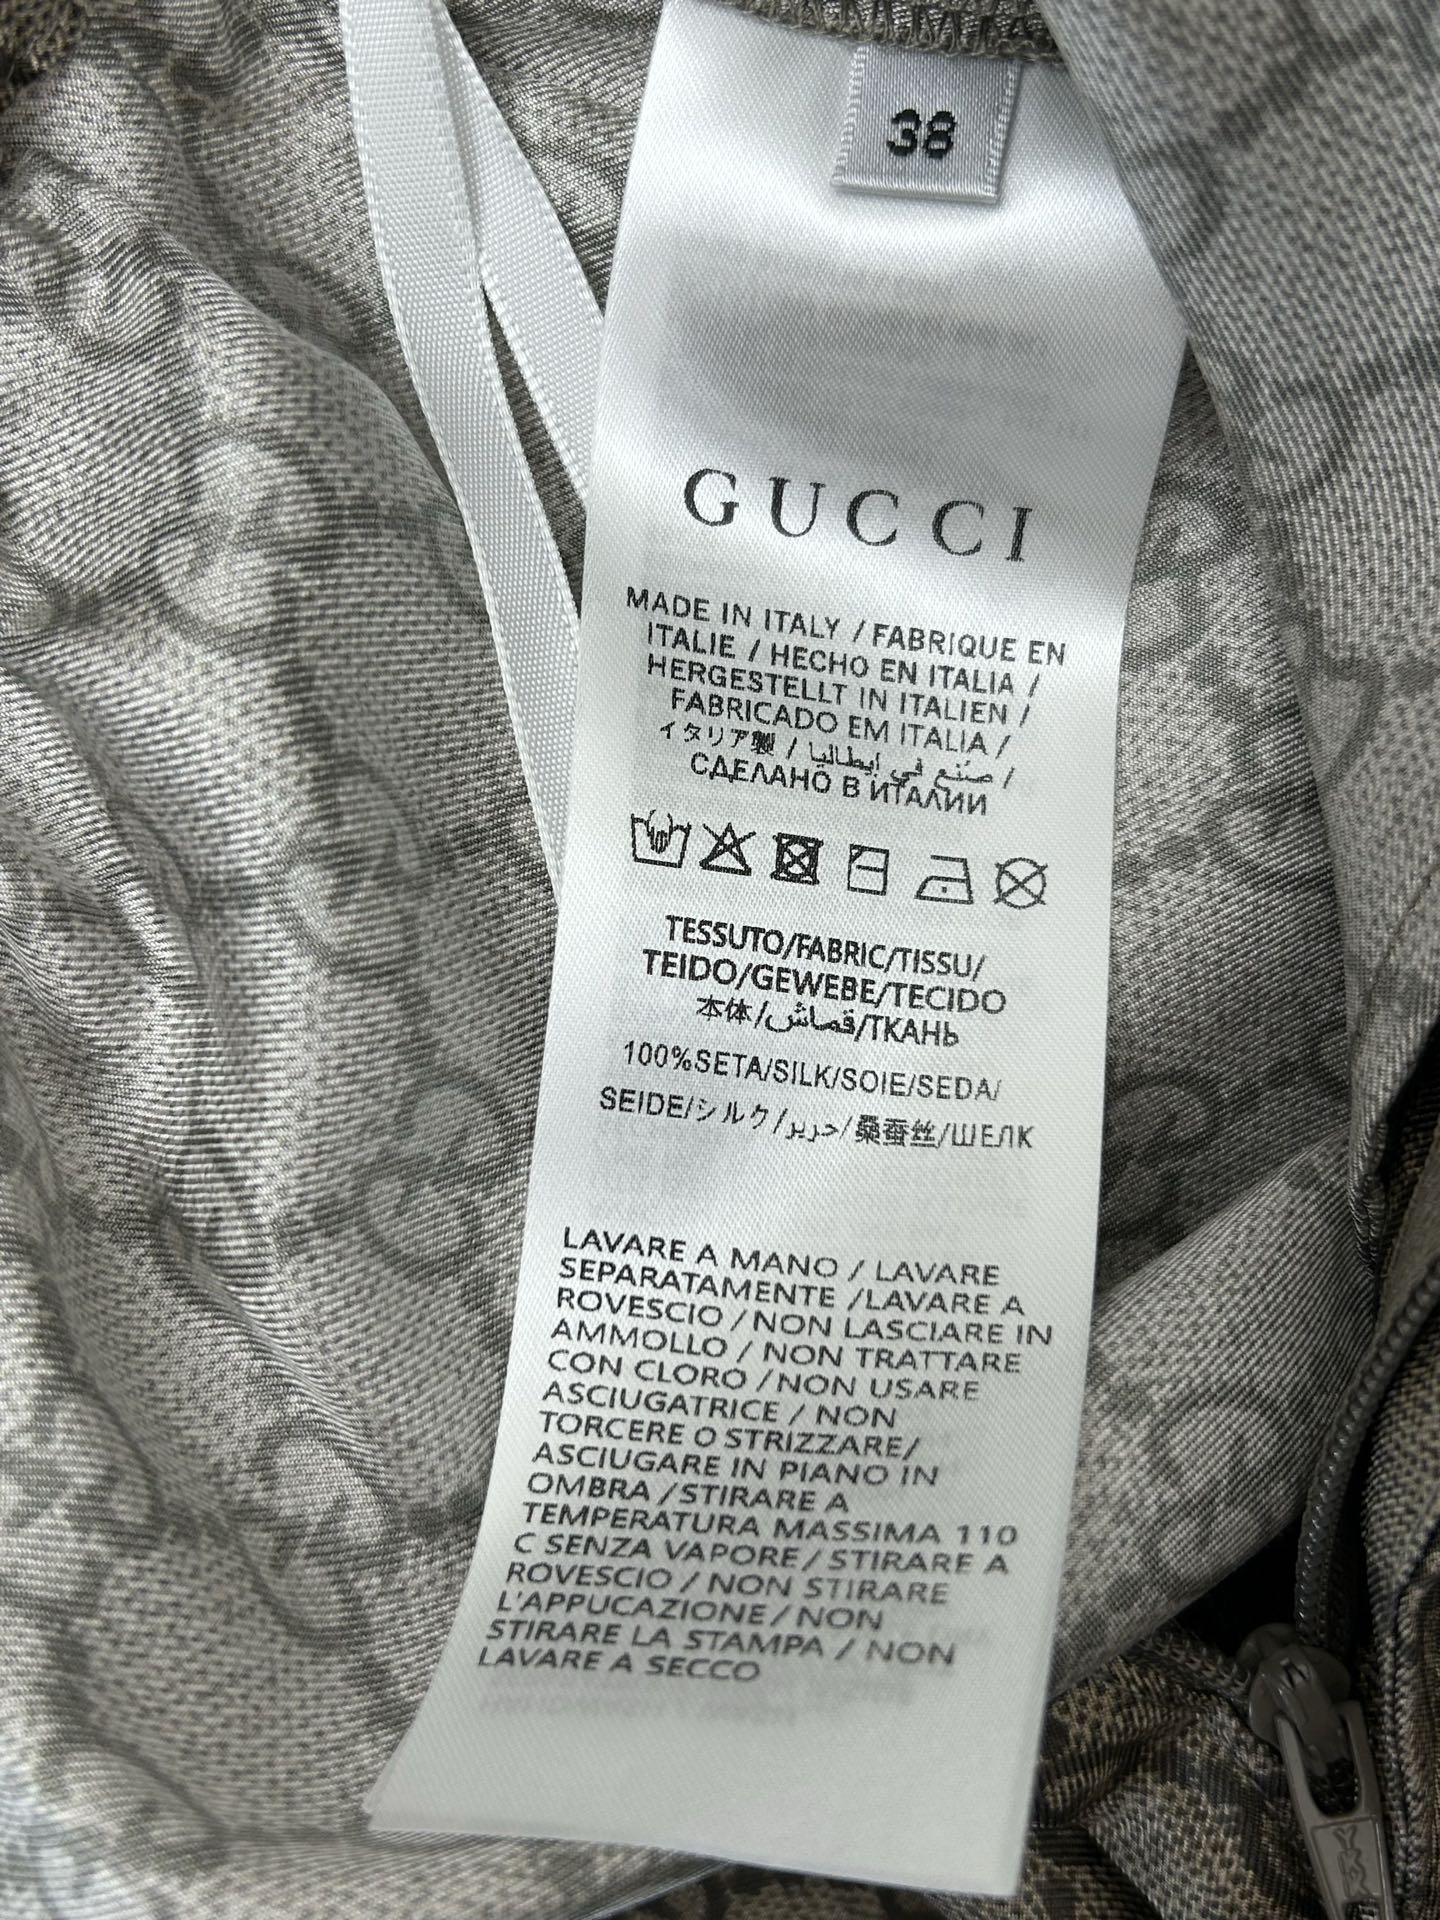 38
GUCCI
MADE IN ITALY / FABRIQUE EN
ITALIE / HECHO EN ITALIA /
HERGESTELLT IN ITALIEN /
FABRICADO EM ITALIA /
イタリア製 / صنع في إيطاليا /
СДЕЛАНО В ИТАЛИИ
TESSUTO/FABRIC/TISSU/
TEIDO/GEWEBE/TECIDO
本体/قماش/ТКАНЬ
100%SETA/SILK/SOIE/SEDA/
SEIDE/シルク/حرير/桑蚕丝/ШЕЛК
LAVARE A MANO / LAVARE
SEPARATAMENTE /LAVARE A
ROVESCIO / NON LASCIARE IN
AMMOLLO / NON TRATTARE
CON CLORO / NON USARE
ASCIUGATRICE / NON
TORCERE O STRIZZARE/
ASCIUGARE IN PIANO IN
OMBRA /STIRARE A
TEMPERATURA MASSIMA 110
C SENZA VAPORE / STIRARE A
ROVESCIO / NON STIRARE
L'APPUCAZIONE/ NON
STIRARE LA STAMPA / NON
LAVARE A SECCO
YKK